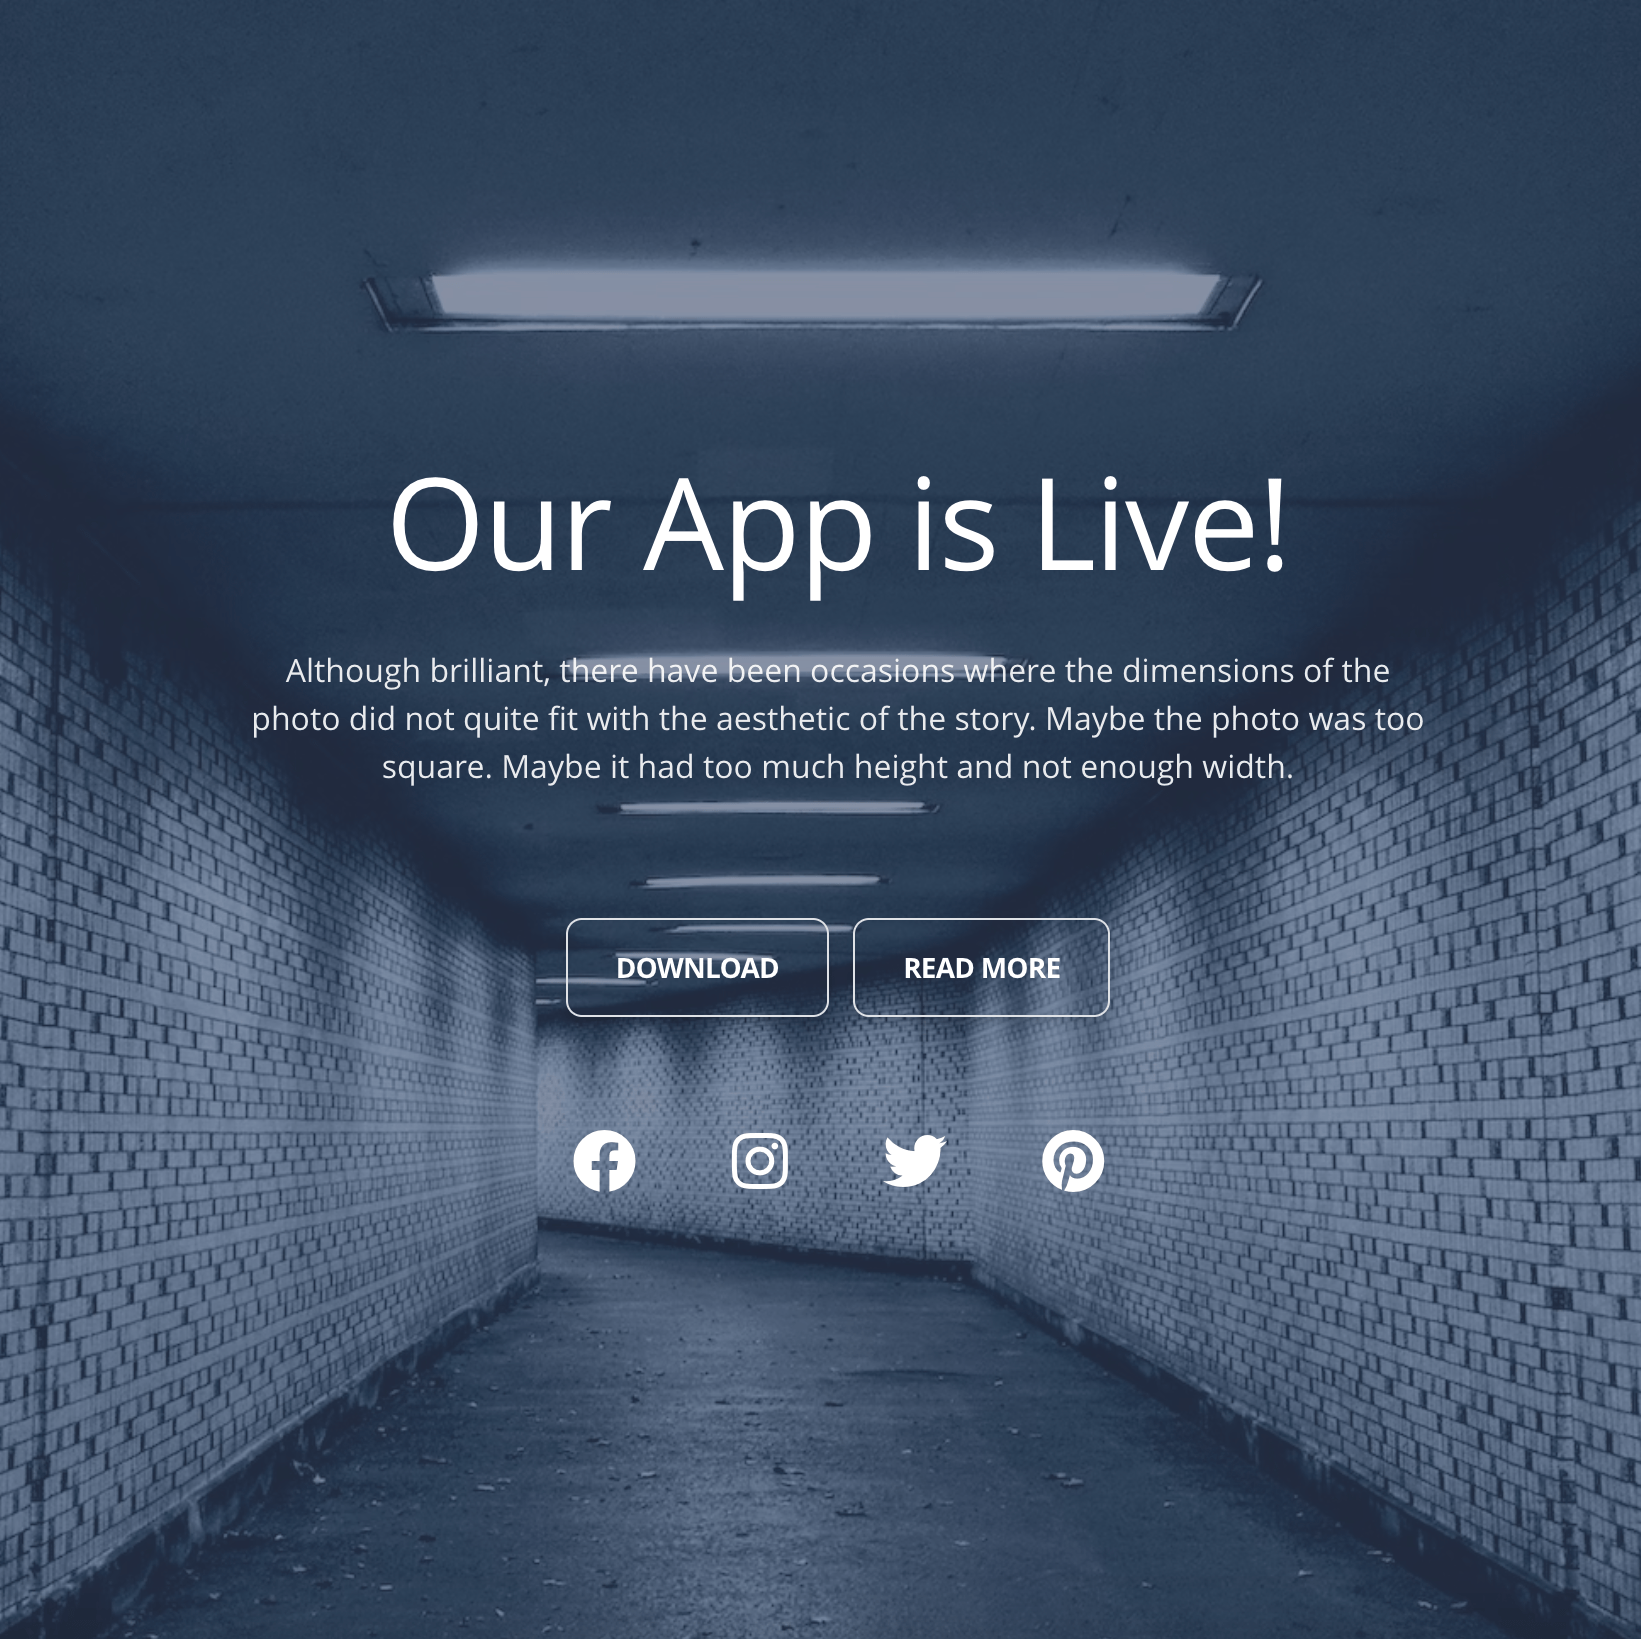 Our App is Live!
Although brilliant, there have been occasions where the dimensions of the
photo did not quite fit with the aesthetic of the story. Maybe the photo was too
square. Maybe it had too much height and not enough width.
DOWNLOAD
READ MORE